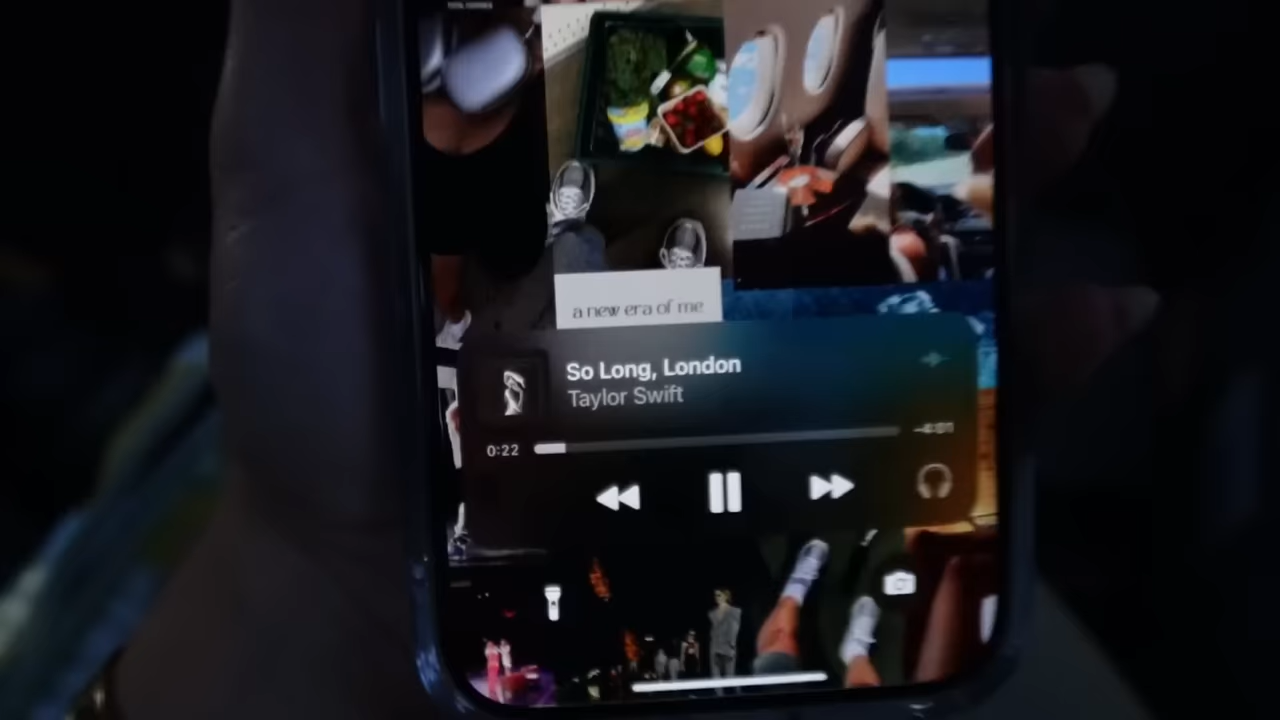 a new era of me
So Long, London
Taylor Swift
0:22
-4:01